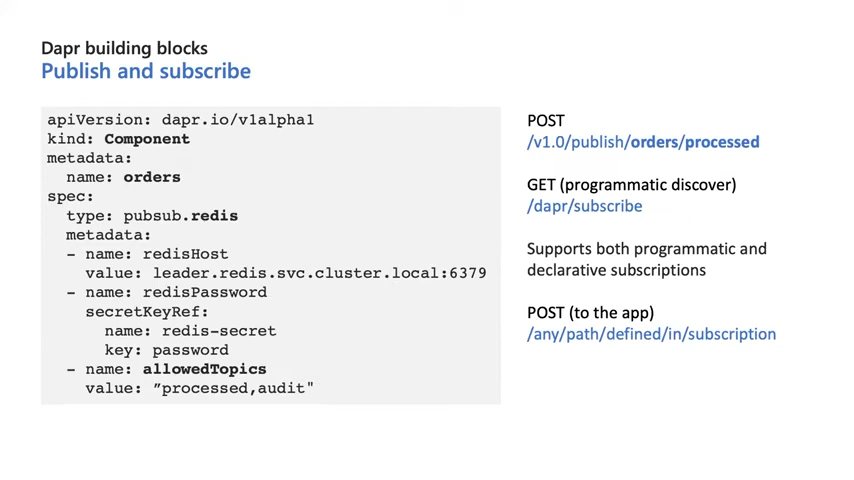 Dapr building blocks
Publish and subscribe
apiVersion: dapr.io/v1alpha1
kind: Component
metadata:
  name: orders
spec:
  type: pubsub.redis
  metadata:
  - name: redisHost
    value: leader.redis.svc.cluster.local:6379
  - name: redisPassword
    secretKeyRef:
      name: redis-secret
      key: password
  - name: allowedTopics
    value: ”processed,audit"
POST
/v1.0/publish/orders/processed
GET (programmatic discover)
/dapr/subscribe
Supports both programmatic and
declarative subscriptions
POST (to the app)
/any/path/defined/in/subscription